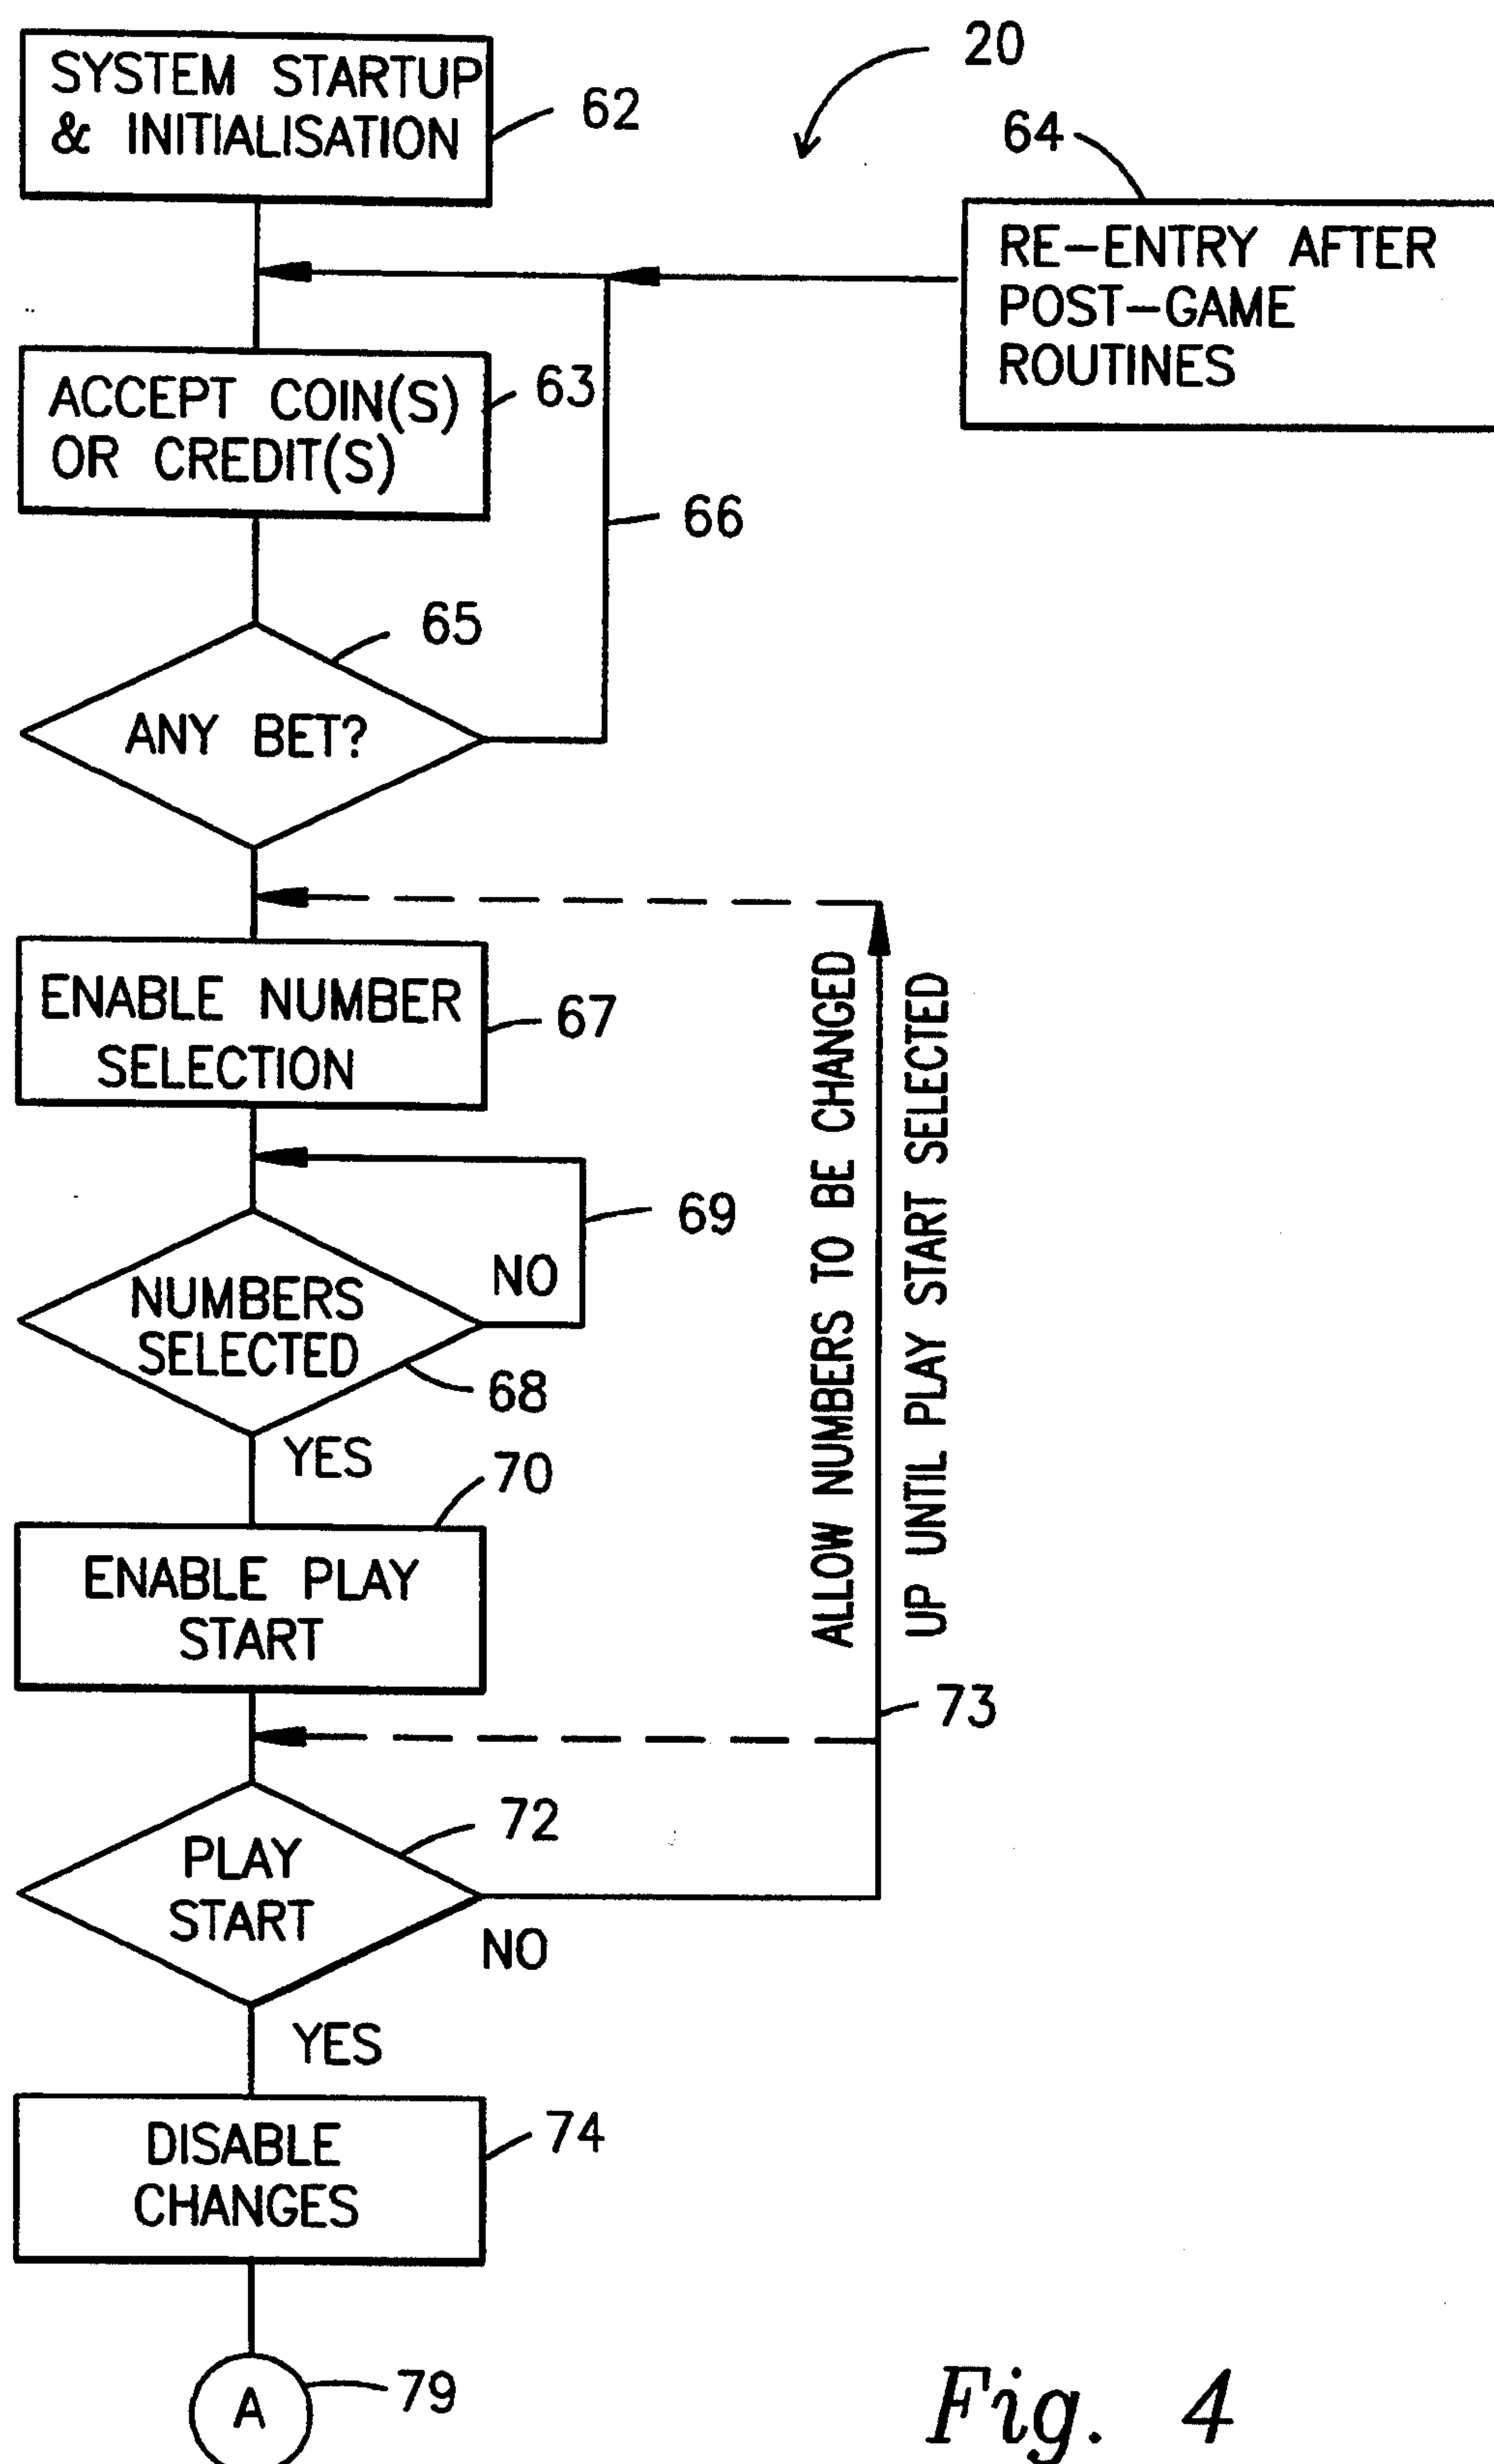 SYSTEM STARTUP
& INITIALISATION
62
20
64
RE-ENTRY AFTER
POST-GAME
ROUTINES
ACCEPT COIN(S)
OR CREDIT(S)
63
66
65
ANY BET?
ENABLE NUMBER
SELECTION
67
69
NO
NUMBERS
SELECTED
68
YES
70
ENABLE PLAY
START
ALLOW NUMBERS TO BE CHANGED
UP UNTIL PLAY START SELECTED
73
72
PLAY
START
NO
YES
DISABLE
CHANGES
74
A
79
Fig. 4